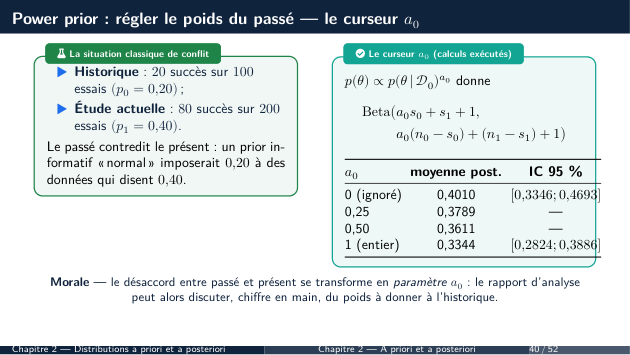 Power prior : régler le poids du passé — le curseur a₀
La situation classique de conflit
Historique : 20 succès sur 100
essais (p₀ = 0,20) ;
Étude actuelle : 80 succès sur 200
essais (p₁ = 0,40).
Le passé contredit le présent : un prior in-
formatif « normal » imposerait 0,20 à des
données qui disent 0,40.
Le curseur a₀ (calculs exécutés)
p(θ) ∝ p(θ | 𝒟₀)^a₀ donne
Beta(a₀s₀ + s₁ + 1,
a₀(n₀ − s₀) + (n₁ − s₁) + 1)
a₀ moyenne post. IC 95 %
0 (ignoré) 0,4010 [0,3346; 0,4693]
0,25 0,3789 —
0,50 0,3611 —
1 (entier) 0,3344 [0,2824; 0,3886]
Morale — le désaccord entre passé et présent se transforme en paramètre a₀ : le rapport d'analyse
peut alors discuter, chiffre en main, du poids à donner à l'historique.
Chapitre 2 — Distributions a priori et a posteriori Chapitre 2 — A priori et a posteriori 40 / 52